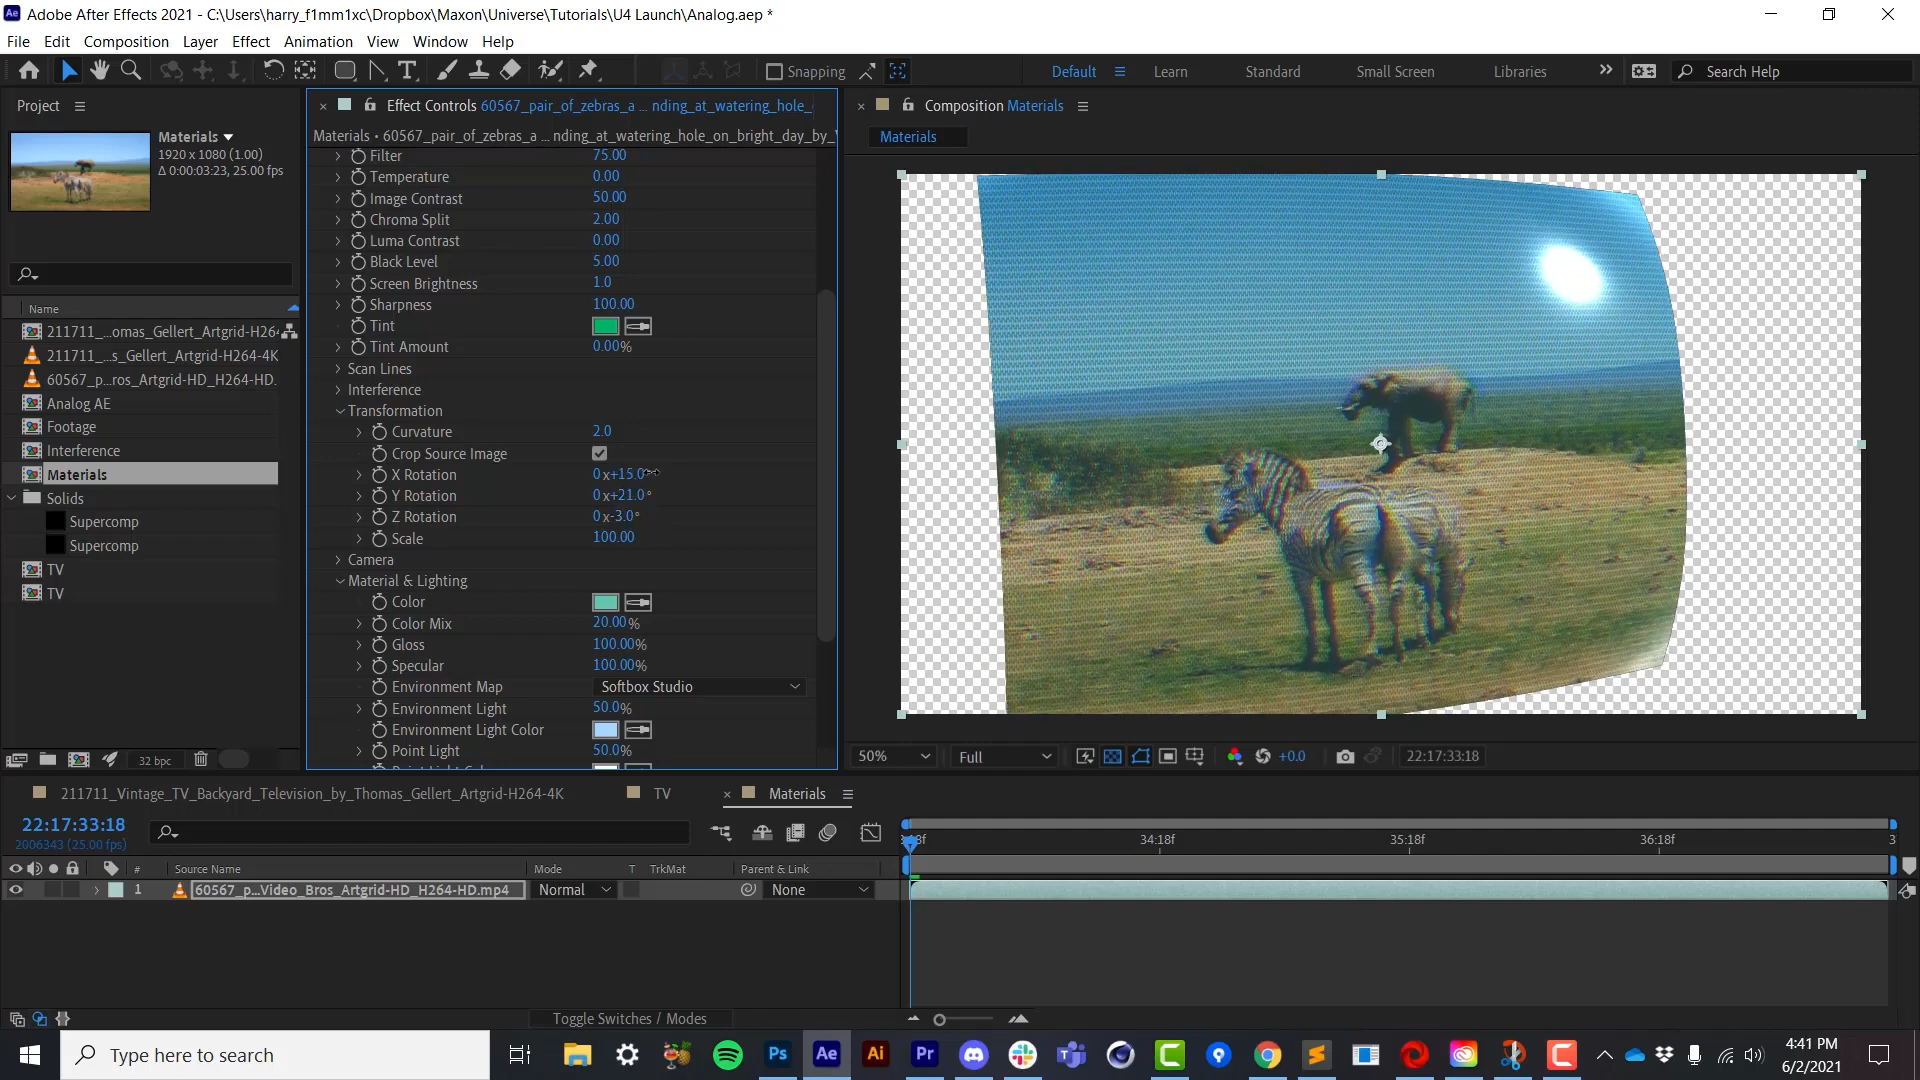 Adobe After Effects 2021 - C:\Users\harry_f1mm1xc\Dropbox\Maxon\Universe\Tutorials\U4 Launch\Analog.aep *
File Edit Composition Layer Effect Animation View Window Help
Snapping
Default Learn Standard Small Screen Libraries
Search Help
Project
Materials
1920 x 1080 (1.00)
Δ 0:00:03:23, 25.00 fps
Name
211711_...omas_Gellert_Artgrid-H264
211711_...s_Gellert_Artgrid-H264-4K
60567_p...ros_Artgrid-HD_H264-HD.
Analog AE
Footage
Interference
Materials
Solids
Supercomp
Supercomp
TV
TV
32 bpc
Effect Controls 60567_pair_of_zebras_a ... nding_at_watering_hole_
Materials • 60567_pair_of_zebras_a ... nding_at_watering_hole_on_bright_day_by_
Filter 75.00
Temperature 0.00
Image Contrast 50.00
Chroma Split 2.00
Luma Contrast 0.00
Black Level 5.00
Screen Brightness 1.0
Sharpness 100.00
Tint
Tint Amount 0.00%
Scan Lines
Interference
Transformation
Curvature 2.0
Crop Source Image
X Rotation 0 x+15.0
Y Rotation 0 x+21.0°
Z Rotation 0 x-3.0°
Scale 100.00
Camera
Material & Lighting
Color
Color Mix 20.00%
Gloss 100.00%
Specular 100.00%
Environment Map Softbox Studio
Environment Light 50.0%
Environment Light Color
Point Light 50.0%
Composition Materials
Materials
50% Full +0.0 22:17:33:18
211711_Vintage_TV_Backyard_Television_by_Thomas_Gellert_Artgrid-H264-4K TV Materials
22:17:33:18
2006343 (25.00 fps)
34:18f 35:18f 36:18f
# Source Name Mode T TrkMat Parent & Link
1 60567_p...Video_Bros_Artgrid-HD_H264-HD.mp4 Normal None
Toggle Switches / Modes
Type here to search
Ps Ae Ai Pr
4:41 PM
6/2/2021